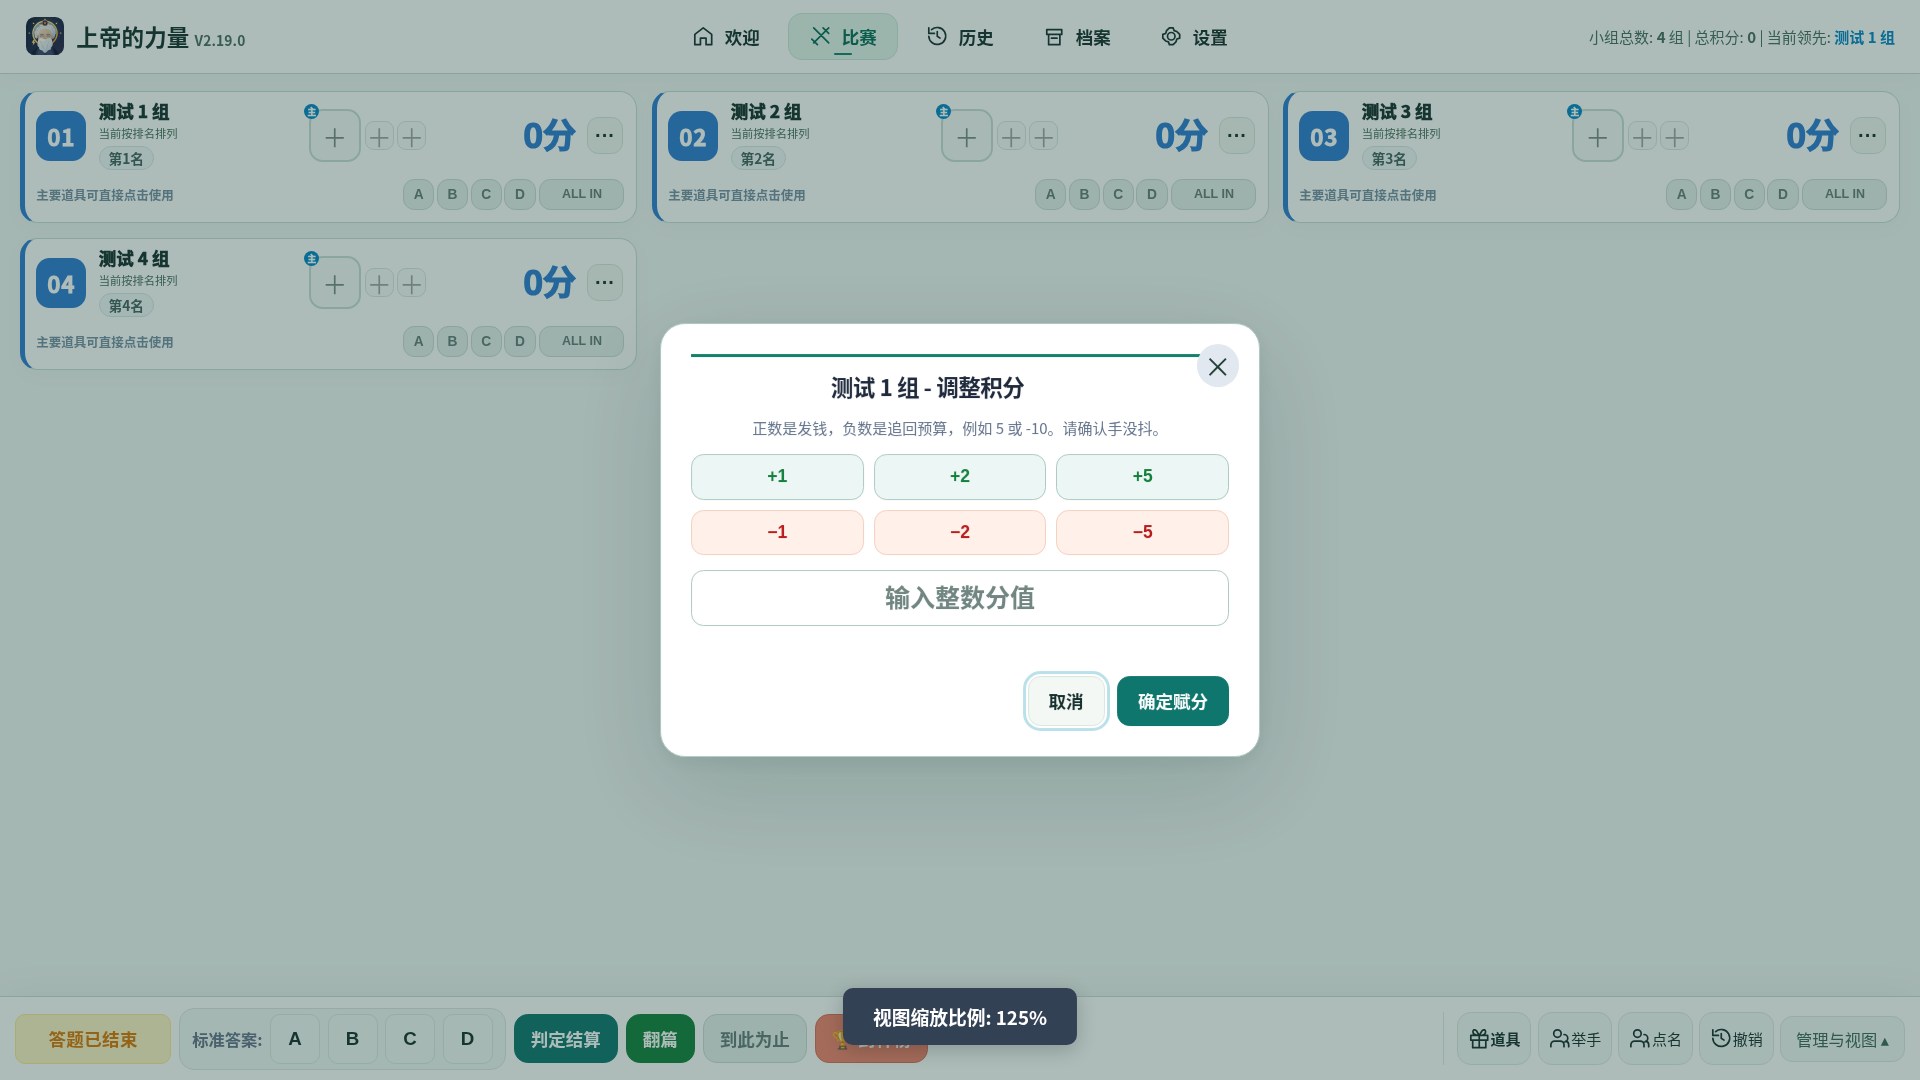 上帝的力量 V2.19.0
欢迎
比赛
历史
档案
设置
小组总数: 4 组 | 总积分: 0 | 当前领先: 测试 1 组
01
测试 1 组
当前按排名排列
第1名
主
0分
...
主要道具可直接点击使用
A B C D ALL IN
02
测试 2 组
当前按排名排列
第2名
主
0分
...
主要道具可直接点击使用
A B C D ALL IN
03
测试 3 组
当前按排名排列
第3名
主
0分
...
主要道具可直接点击使用
A B C D ALL IN
04
测试 4 组
当前按排名排列
第4名
主
0分
...
主要道具可直接点击使用
A B C D ALL IN
测试 1 组 - 调整积分
正数是发钱，负数是追回预算，例如 5 或 -10。请确认手没抖。
+1 +2 +5
−1 −2 −5
输入整数分值
取消
确定赋分
视图缩放比例: 125%
答题已结束
标准答案: A B C D
判定结算
翻篇
到此为止
道具
举手
点名
撤销
管理与视图 ▴